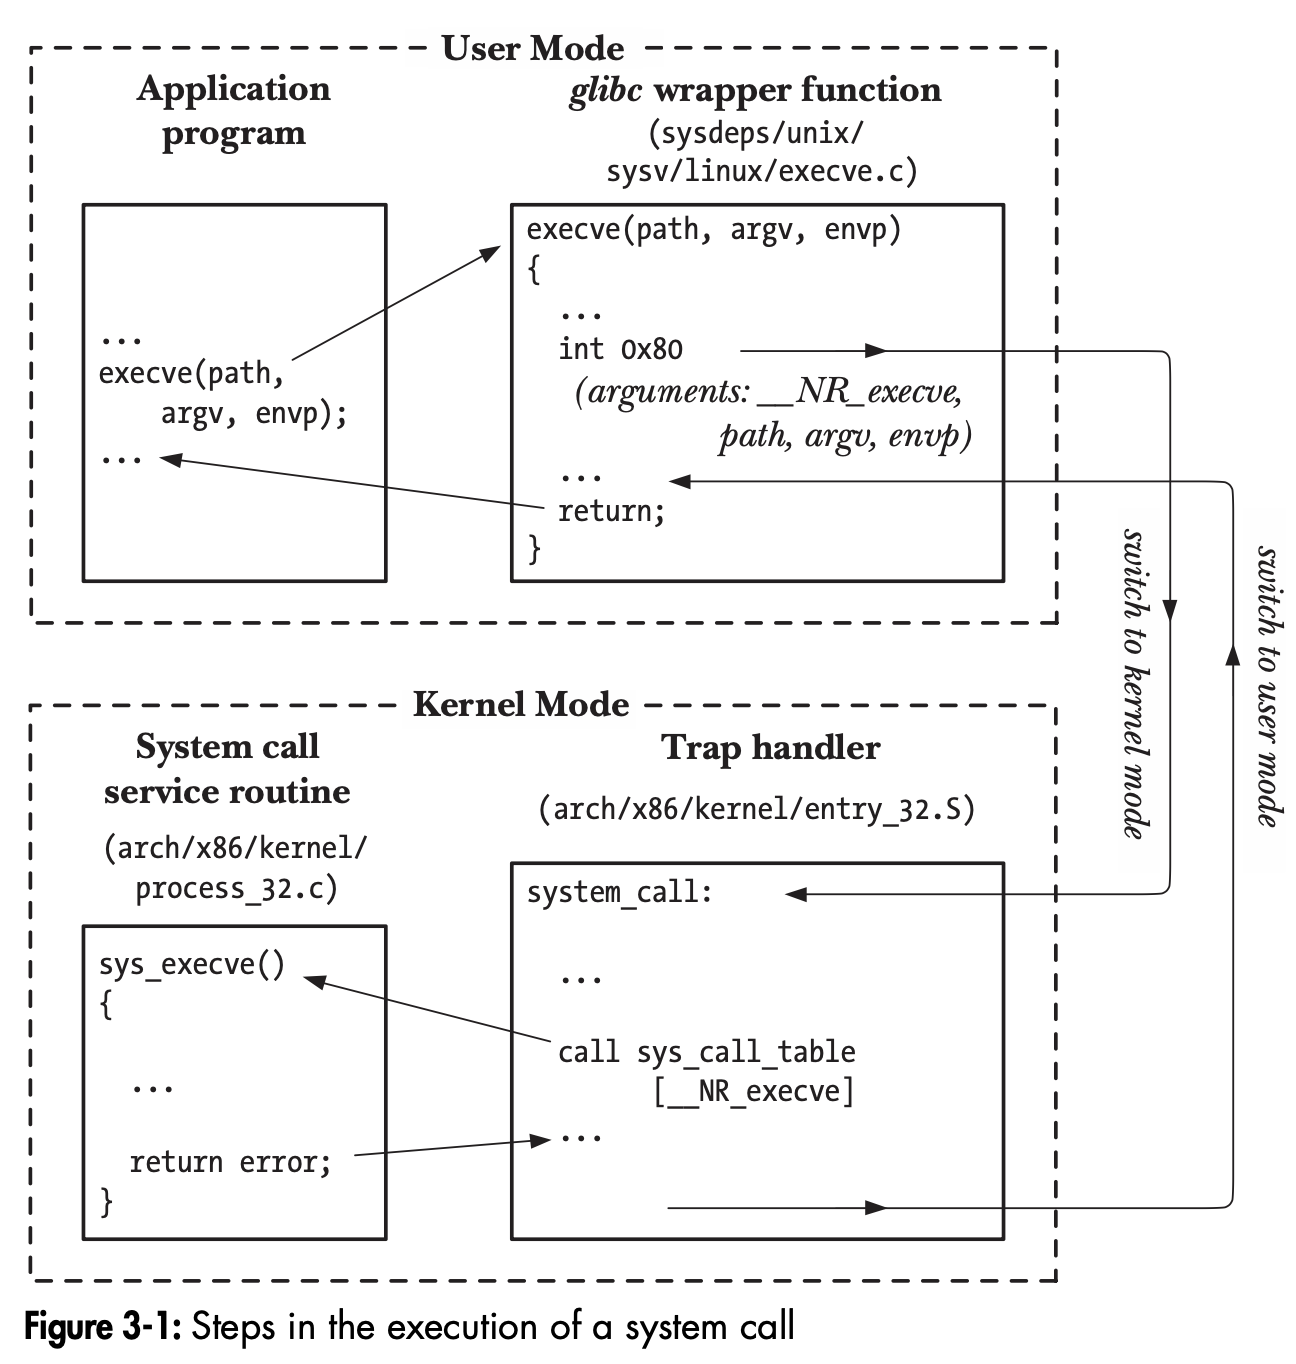 User Mode
Application
program
glibc wrapper function
(sysdeps/unix/
sysv/linux/execve.c)
...
execve(path,
argv, envp);
...
execve(path, argv, envp)
{
...
int 0x80
(arguments: __NR_execve,
path, argv, envp)
...
return;
}
switch to kernel mode
switch to user mode
Kernel Mode
System call
service routine
(arch/x86/kernel/
process_32.c)
Trap handler
(arch/x86/kernel/entry_32.S)
sys_execve()
{
...
return error;
}
system_call:
...
call sys_call_table
[__NR_execve]
...
Figure 3-1: Steps in the execution of a system call